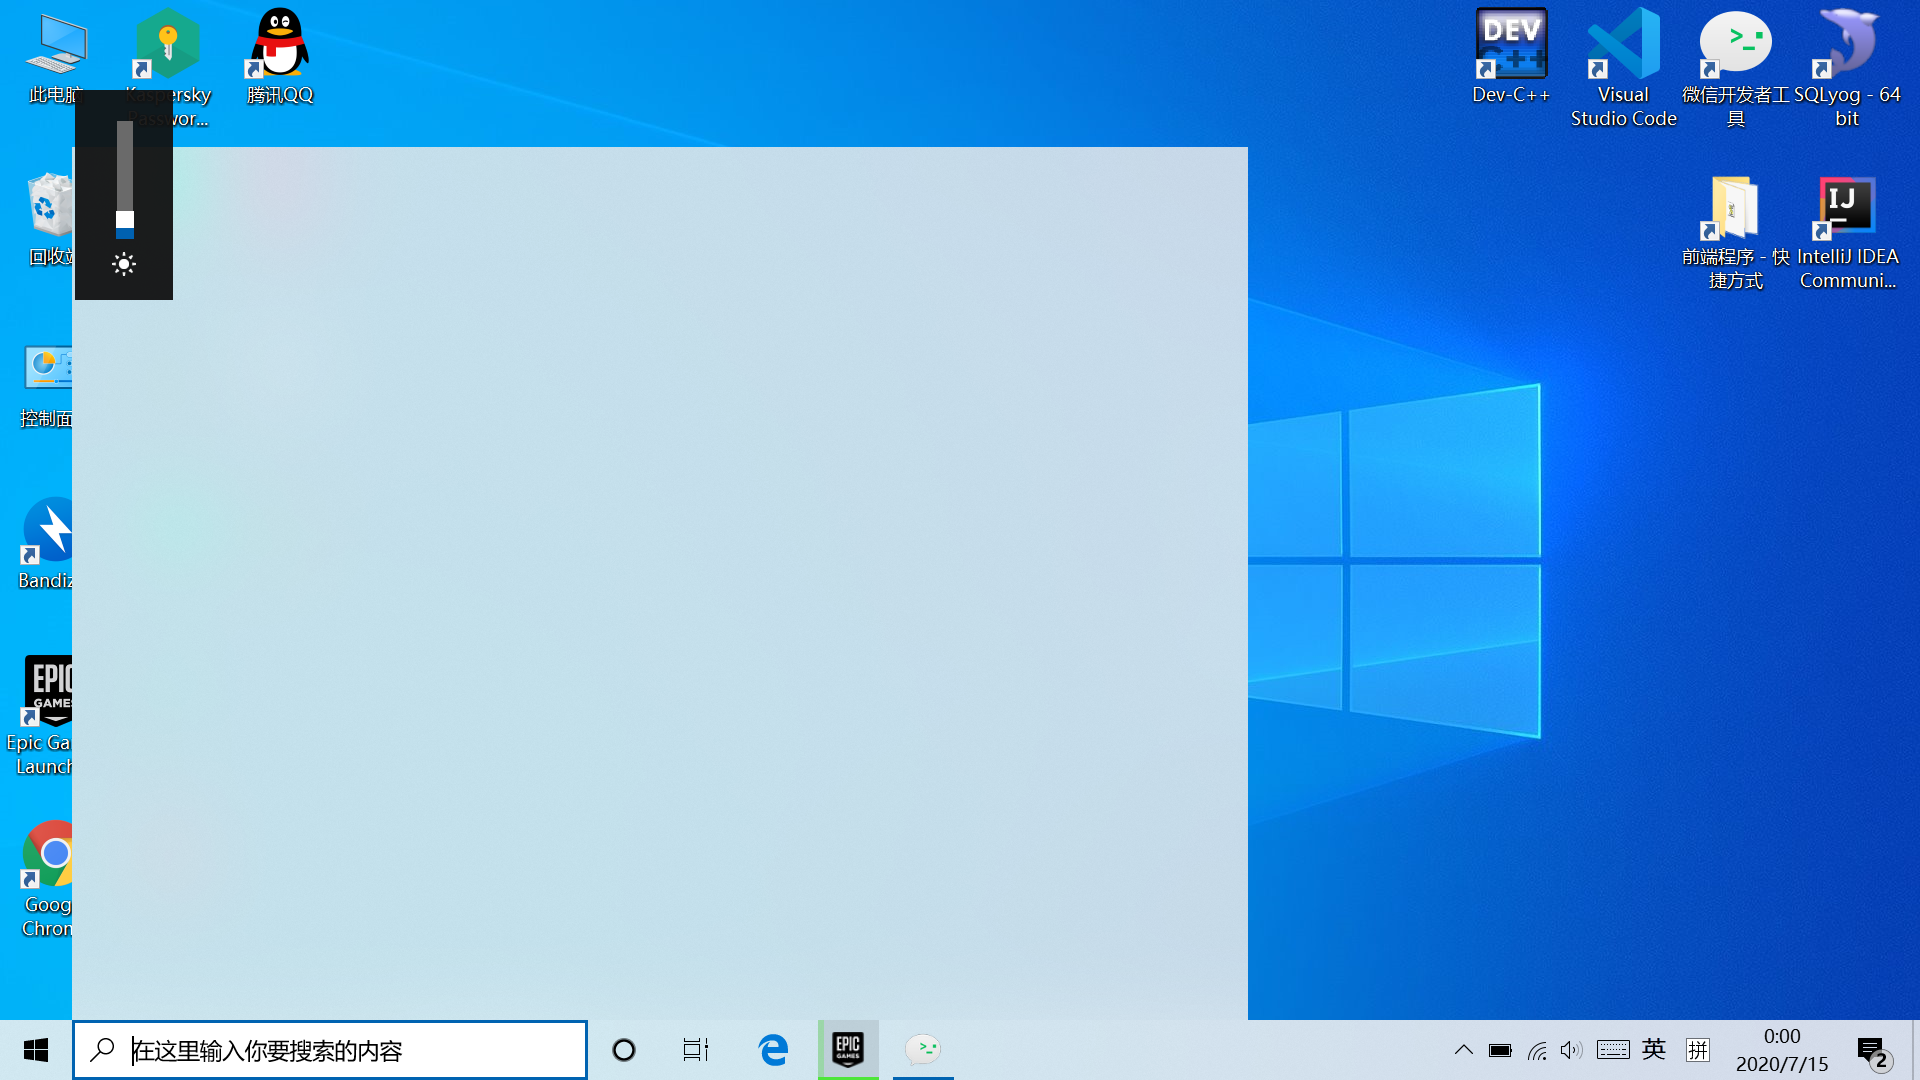 此电脑
Kaspersky
Passwor...
腾讯QQ
DEV
C++
Dev-C++
Visual
Studio Code
微信开发者工
具
SQLyog - 64
bit
回收站
前端程序 - 快
捷方式
IJ
IntelliJ IDEA
Communi...
控制面
Bandiz
EPIC
GAMES
Epic Ga
Launch
Goog
Chrom
在这里输入你要搜索的内容
EPIC
GAMES
英
拼
0:00
2020/7/15
2